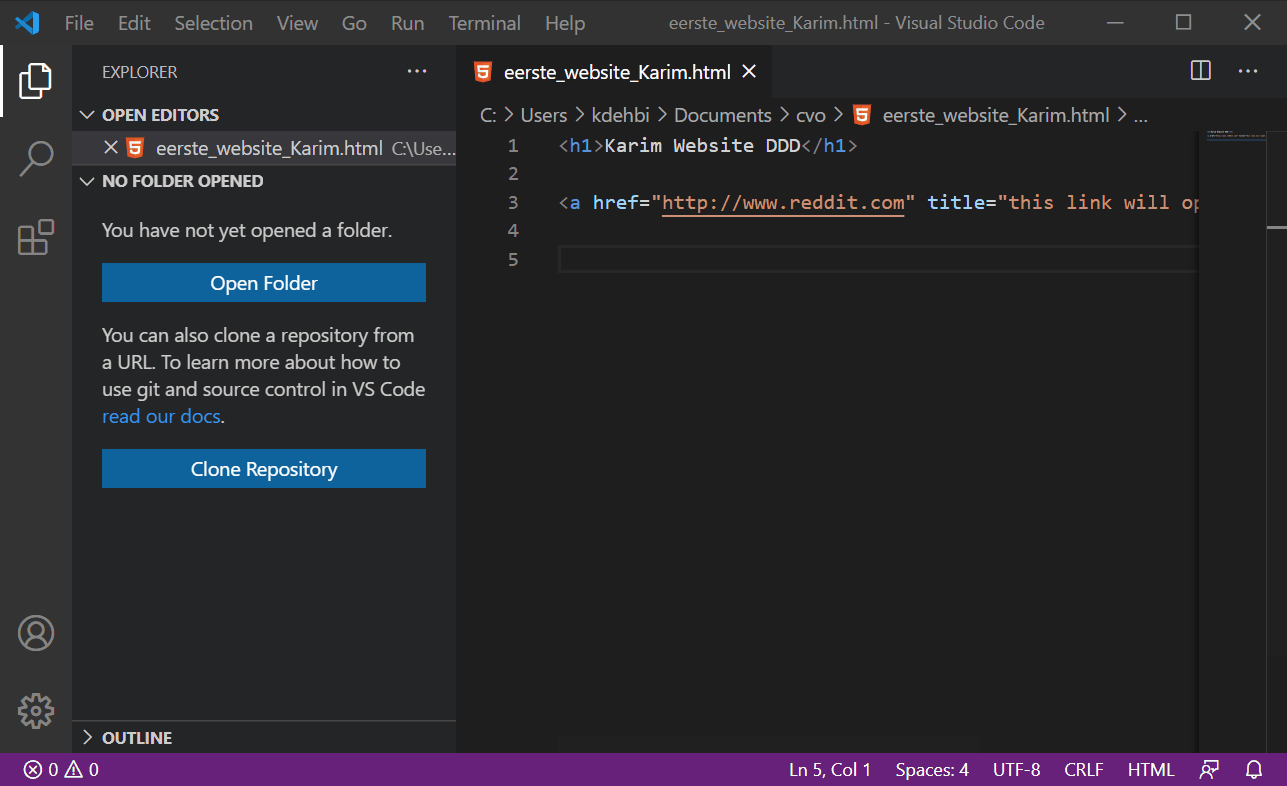 File Edit Selection View Go Run Terminal Help eerste_website_Karim.html - Visual Studio Code
EXPLORER
OPEN EDITORS
eerste_website_Karim.html C:\Use...
NO FOLDER OPENED
You have not yet opened a folder.
Open Folder
You can also clone a repository from
a URL. To learn more about how to
use git and source control in VS Code
read our docs.
Clone Repository
OUTLINE
eerste_website_Karim.html
C: > Users > kdehbi > Documents > cvo > eerste_website_Karim.html > ...
1 <h1>Karim Website DDD</h1>
2
3 <a href="http://www.reddit.com" title="this link will op
4
5
0 0 Ln 5, Col 1 Spaces: 4 UTF-8 CRLF HTML